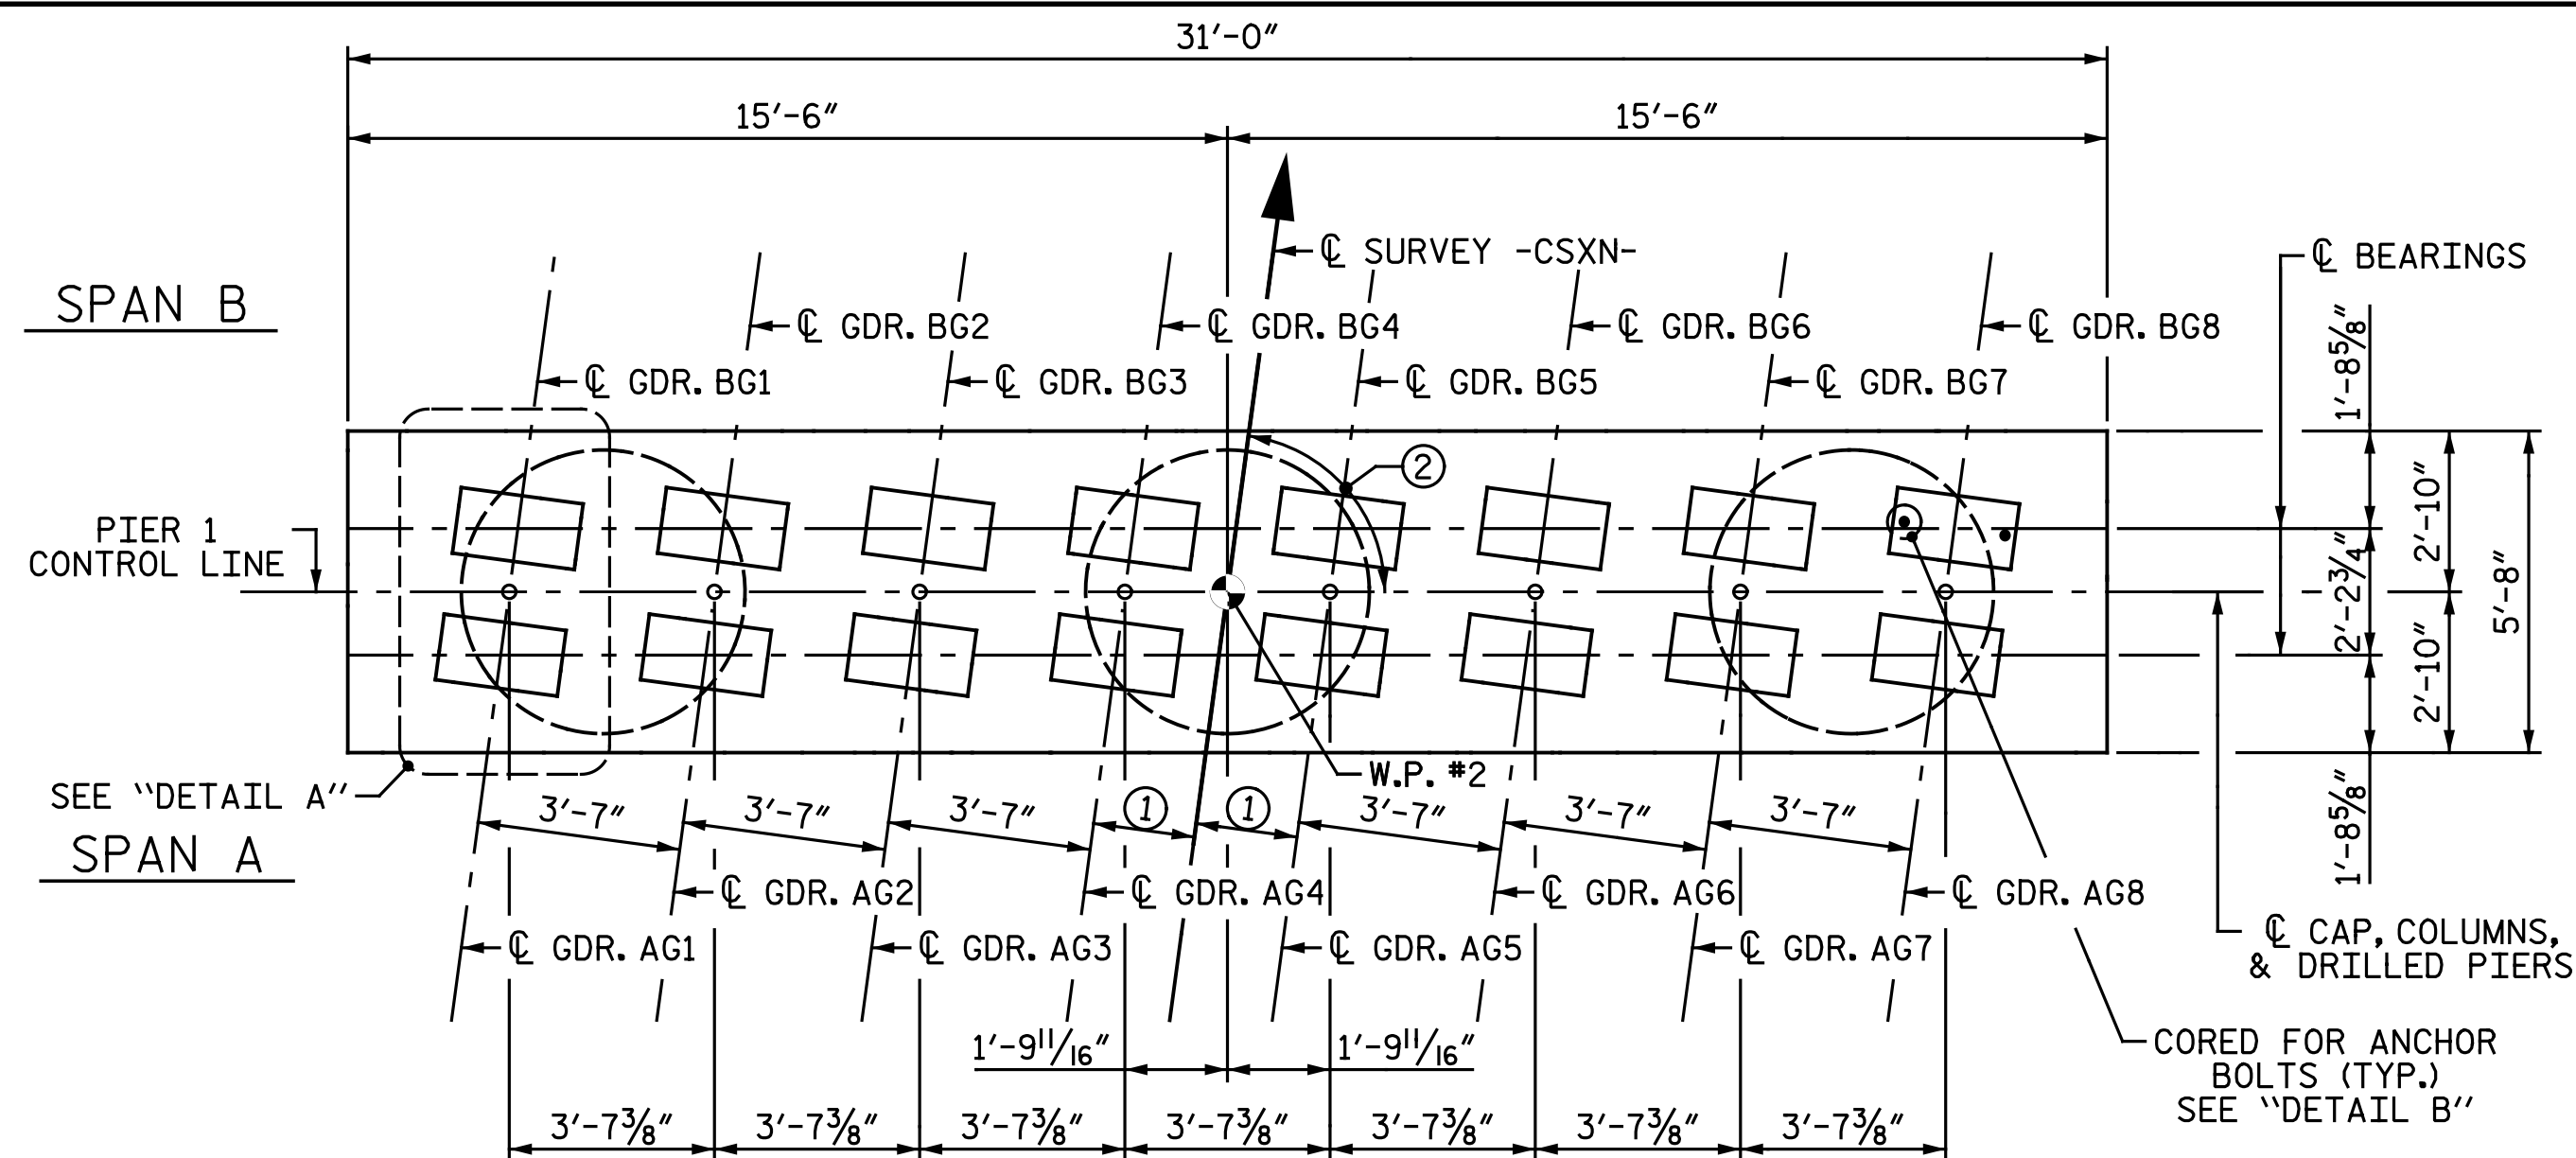 31'-0"
15'-6" 15'-6"
℄ SURVEY -CSXN-
℄ BEARINGS
SPAN B
℄ GDR. BG2 ℄ GDR. BG4 ℄ GDR. BG6 ℄ GDR. BG8
℄ GDR. BG1 ℄ GDR. BG3 ℄ GDR. BG5 ℄ GDR. BG7
1'-8⅝"
2
2'-10"
PIER 1
CONTROL LINE
2'-2¾"
5'-8"
2'-10"
W.P. #2
SEE "DETAIL A"
3'-7" 3'-7" 3'-7" 1 1 3'-7" 3'-7" 3'-7"
1'-8⅝"
SPAN A
℄ GDR. AG2 ℄ GDR. AG4 ℄ GDR. AG6 ℄ GDR. AG8
℄ GDR. AG1 ℄ GDR. AG3 ℄ GDR. AG5 ℄ GDR. AG7
℄ CAP, COLUMNS,
& DRILLED PIERS
1'-9 11/16" 1'-9 11/16"
CORED FOR ANCHOR
BOLTS (TYP.)
SEE "DETAIL B"
3'-7⅜" 3'-7⅜" 3'-7⅜" 3'-7⅜" 3'-7⅜" 3'-7⅜" 3'-7⅜"